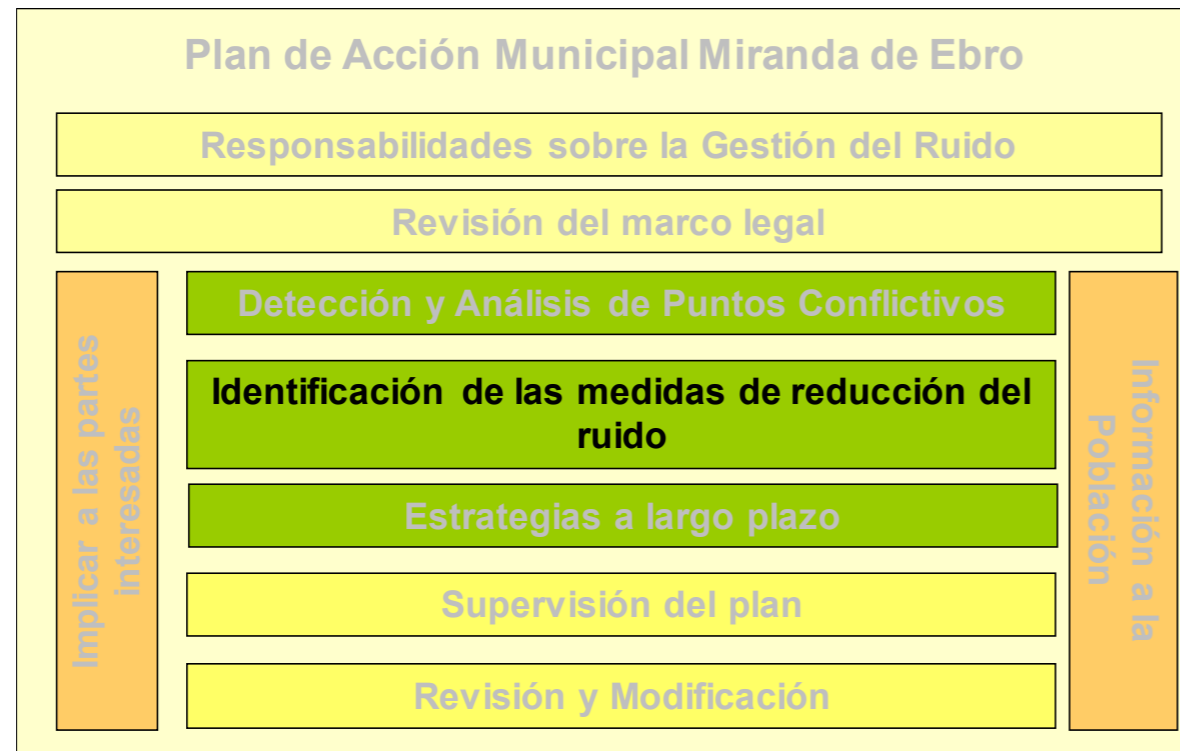 Plan de Acción Municipal Miranda de Ebro
Responsabilidades sobre la Gestión del Ruido
Revisión del marco legal
Implicar a las partes
interesadas
Detección y Análisis de Puntos Conflictivos
Identificación de las medidas de reducción del
ruido
Estrategias a largo plazo
Supervisión del plan
Revisión y Modificación
Información a la
Población